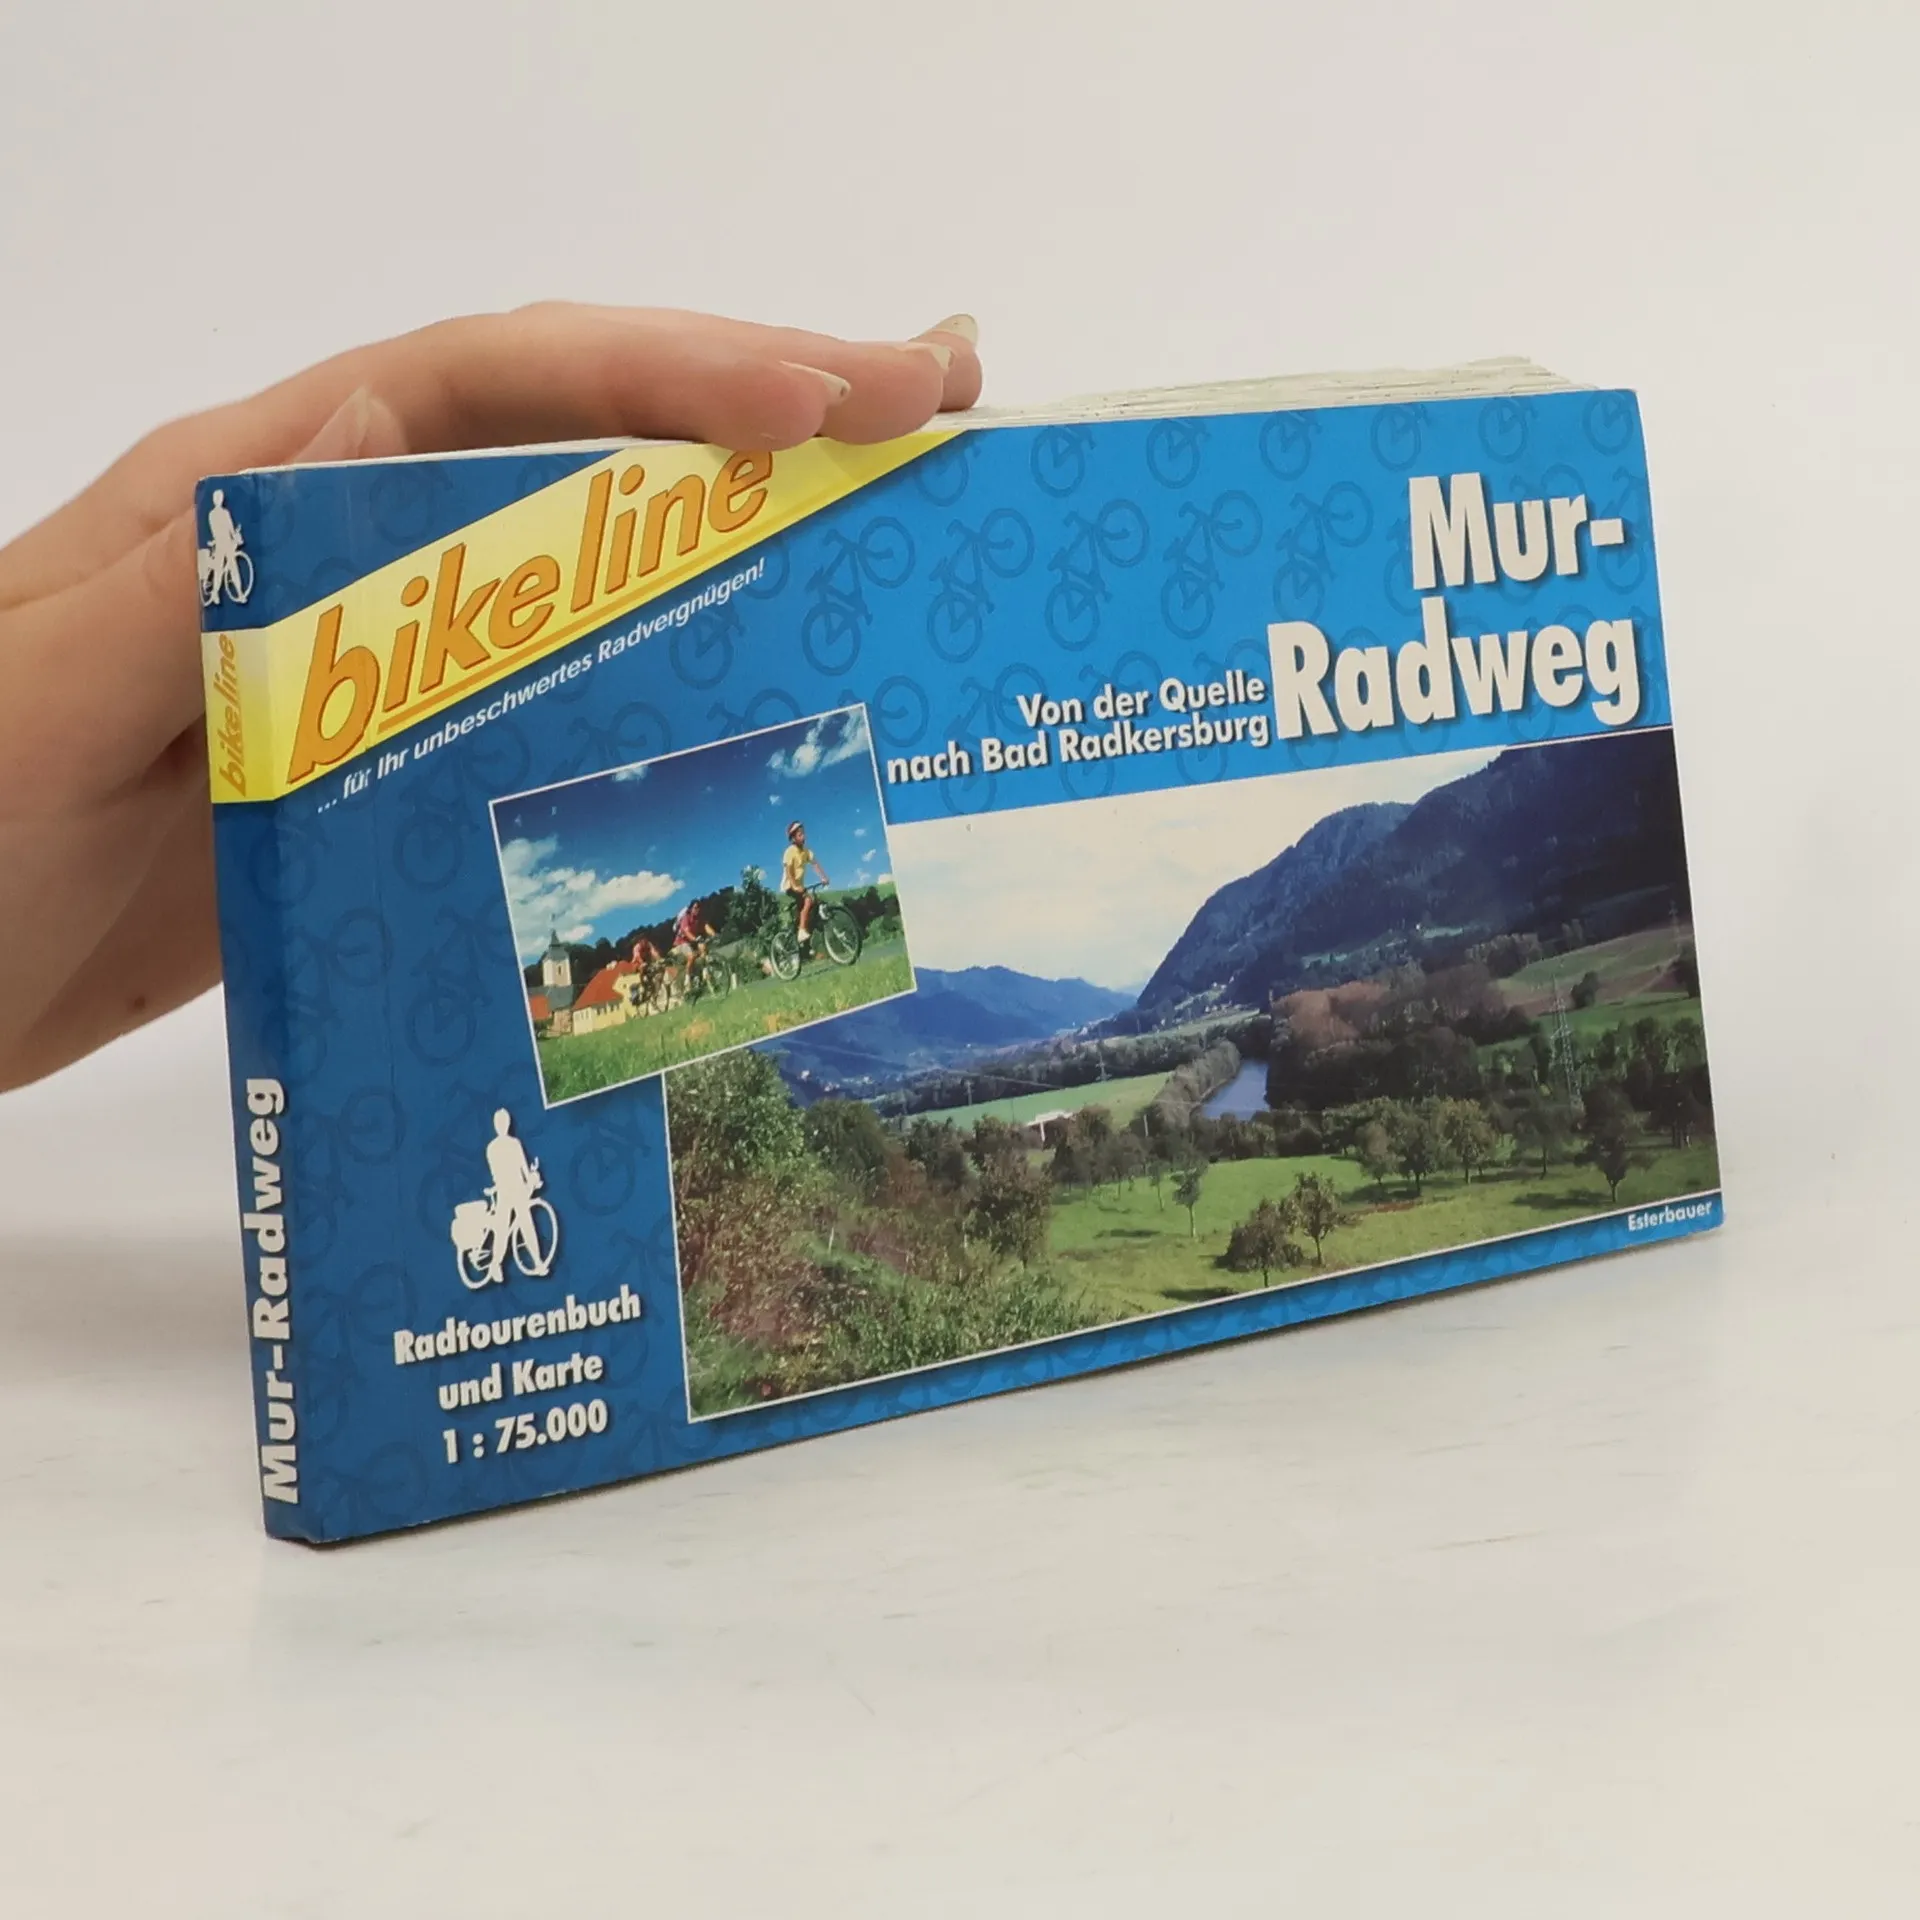 bikeline
... für Ihr unbeschwertes Radvergnügen!
Mur-
Radweg
Von der Quelle
nach Bad Radkersburg
Radtourenbuch
und Karte
1 : 75.000
Esterbauer
bikeline
Mur-Radweg